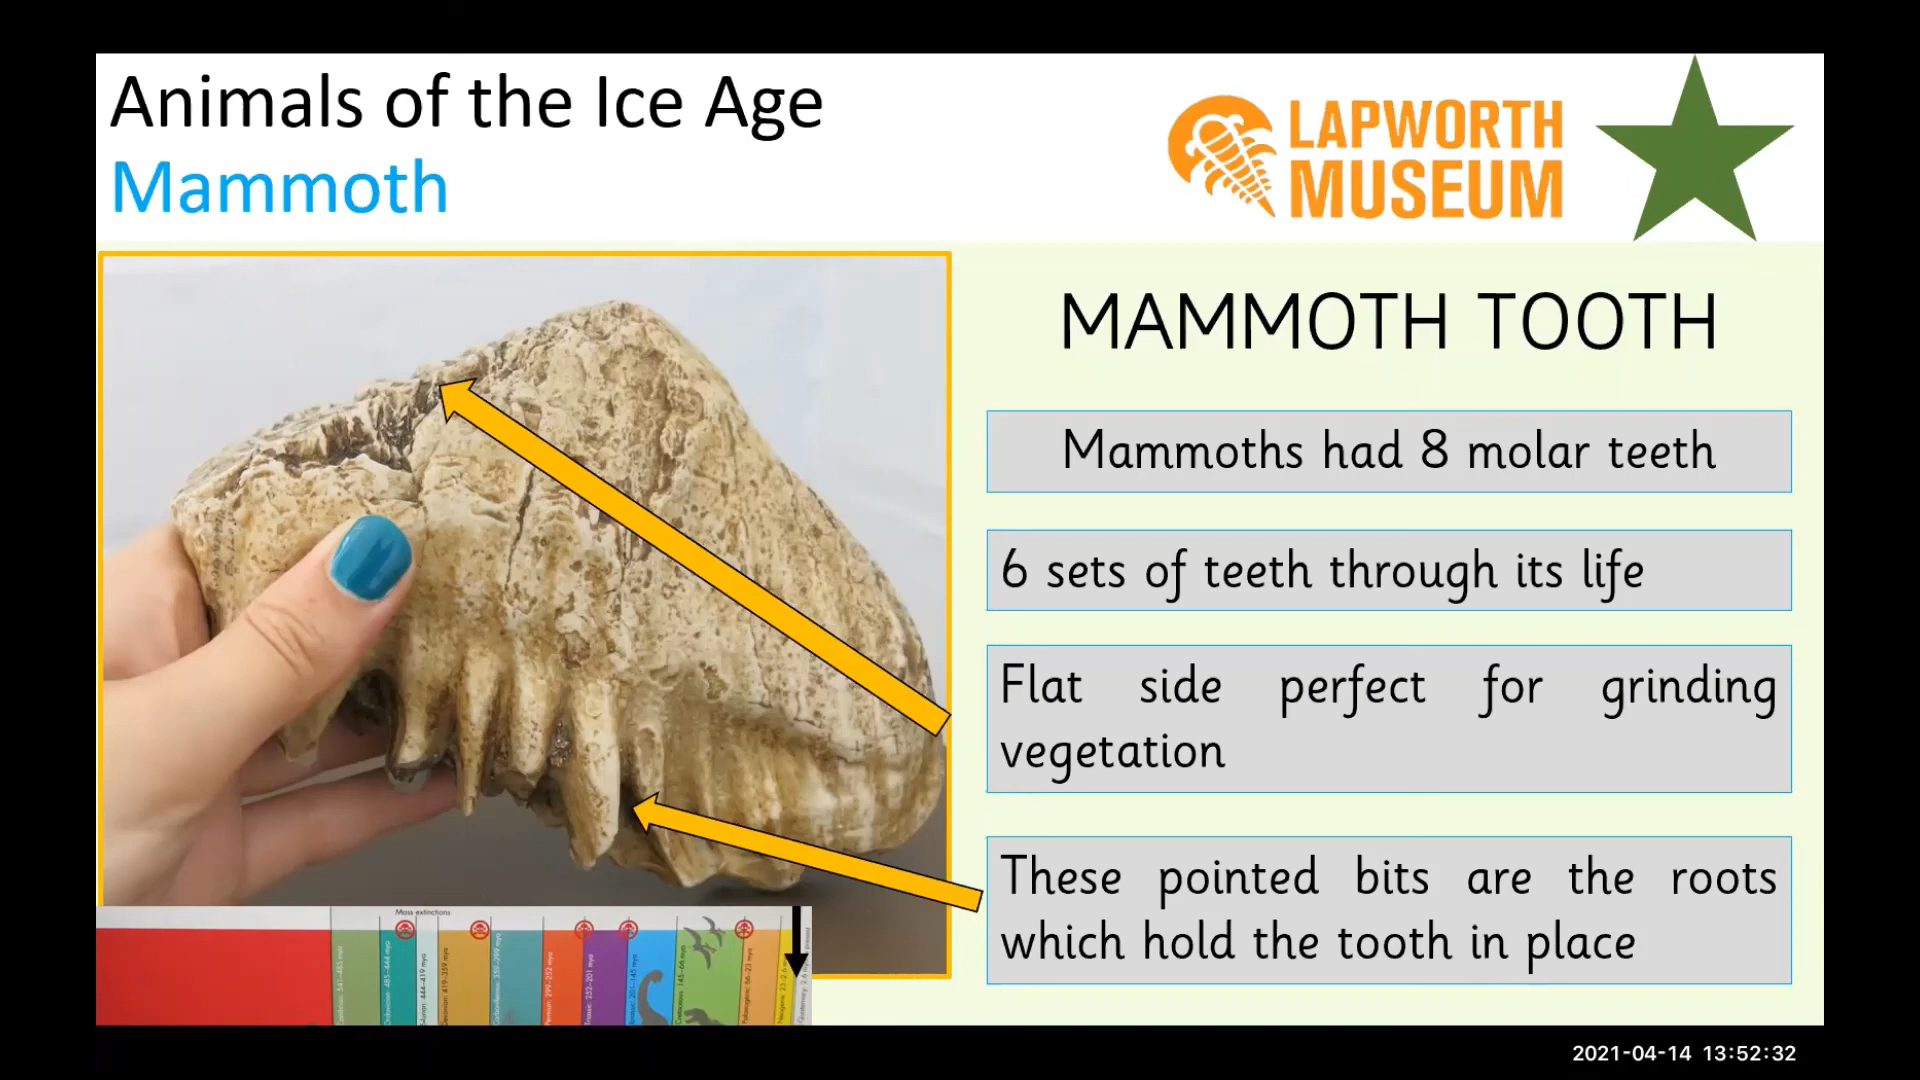 Animals of the Ice Age
Mammoth
LAPWORTH
MUSEUM
MAMMOTH TOOTH
Mammoths had 8 molar teeth
6 sets of teeth through its life
Flat side perfect for grinding
vegetation
These pointed bits are the roots
which hold the tooth in place
Mass extinctions
2021-04-14 13:52:32